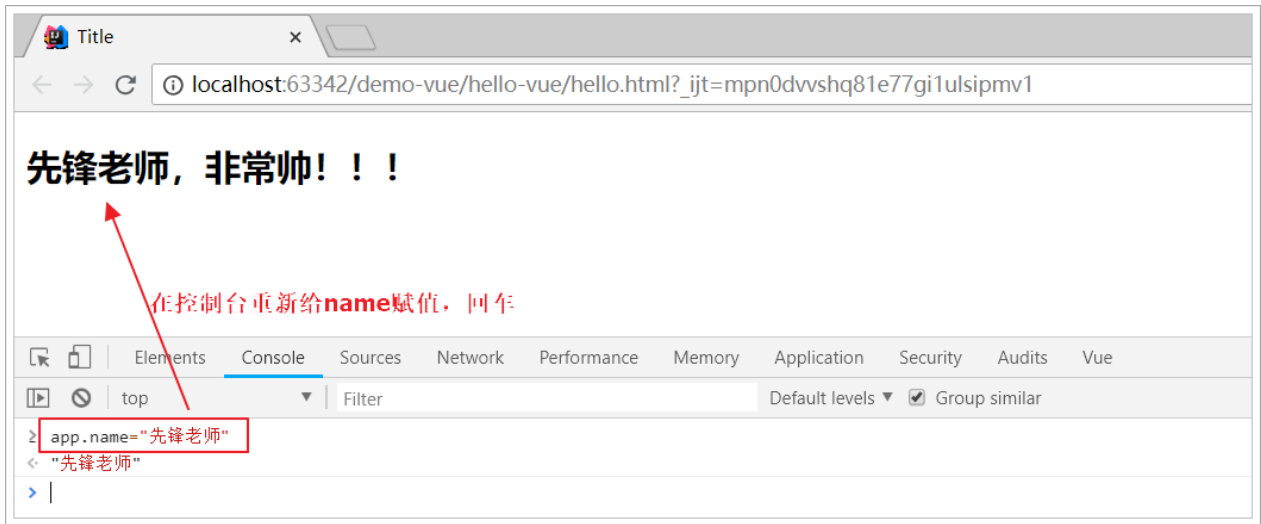 Title
localhost:63342/demo-vue/hello-vue/hello.html?_ijt=mpn0dvvshq81e77gi1ulsipmv1
先锋老师，非常帅！！！
在控制台重新给name赋值，回车
Elements Console Sources Network Performance Memory Application Security Audits Vue
top Filter Default levels Group similar
app.name="先锋老师"
"先锋老师"